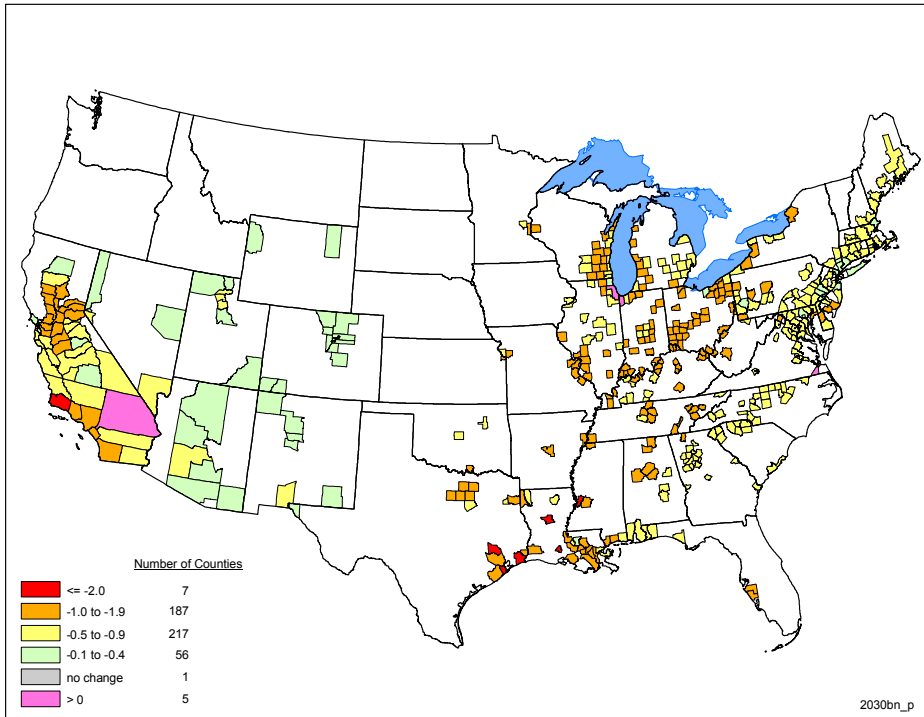 Number of Counties
<= -2.0 7
-1.0 to -1.9 187
-0.5 to -0.9 217
-0.1 to -0.4 56
no change 1
> 0 5
2030bn_p